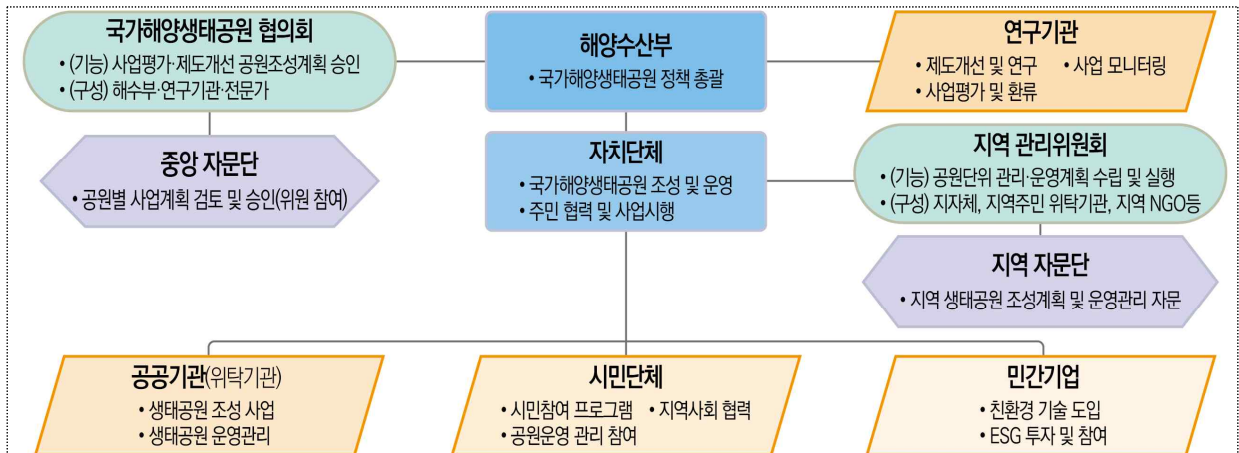 국가해양생태공원 협의회
• (기능) 사업평가·제도개선 공원조성계획 승인
• (구성) 해수부·연구기관·전문가
해양수산부
• 국가해양생태공원 정책 총괄
연구기관
• 제도개선 및 연구 • 사업 모니터링
• 사업평가 및 환류
중앙 자문단
• 공원별 사업계획 검토 및 승인(위원 참여)
자치단체
• 국가해양생태공원 조성 및 운영
• 주민 협력 및 사업시행
지역 관리위원회
• (기능) 공원단위 관리·운영계획 수립 및 실행
• (구성) 지자체, 지역주민 위탁기관, 지역 NGO등
지역 자문단
• 지역 생태공원 조성계획 및 운영관리 자문
공공기관(위탁기관)
• 생태공원 조성 사업
• 생태공원 운영관리
시민단체
• 시민참여 프로그램 • 지역사회 협력
• 공원운영 관리 참여
민간기업
• 친환경 기술 도입
• ESG 투자 및 참여